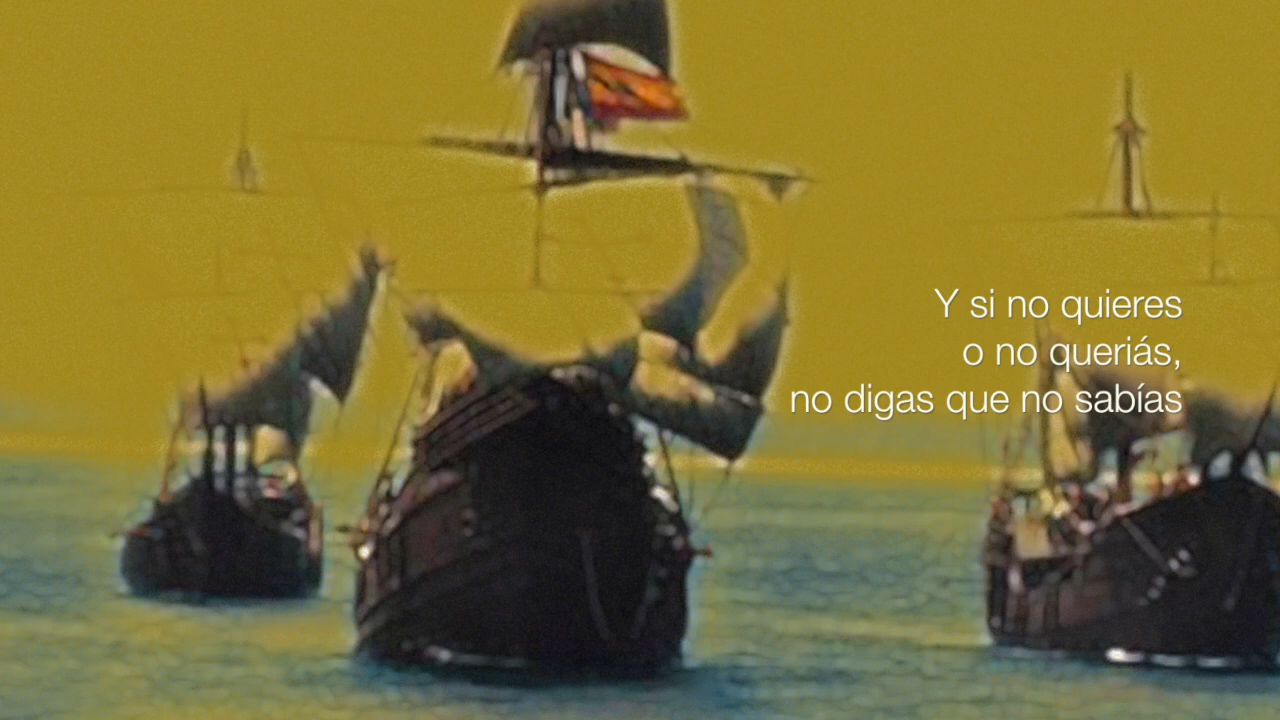 Y si no quieres
o no queriás,
no digas que no sabías